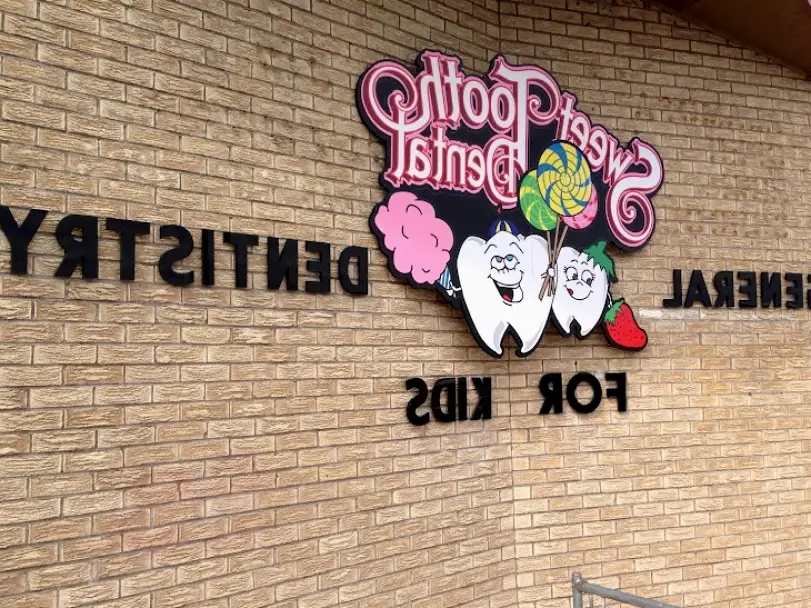 Sweet Tooth
Dental
GENERAL DENTISTRY
FOR KIDS